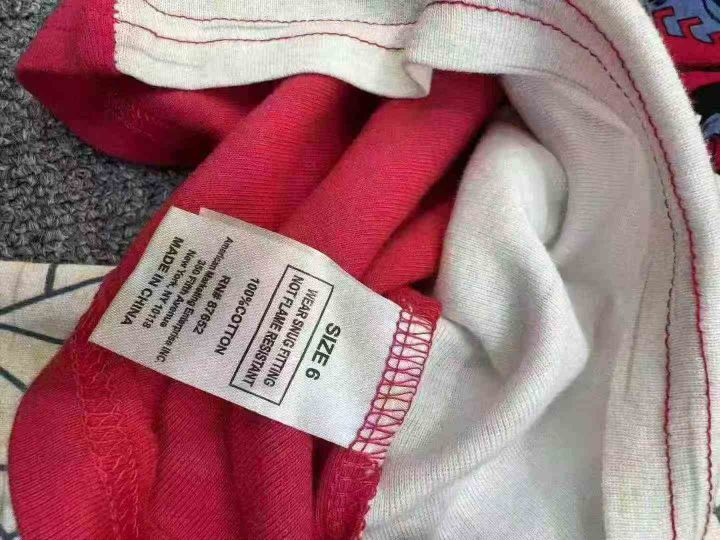 SIZE 6
WEAR SNUG FITTING
NOT FLAME RESISTANT
100%COTTON
RN# 87652
American Marketing Enterprise INC
350 Fifth Avenue
New York, NY 10118
MADE IN CHINA